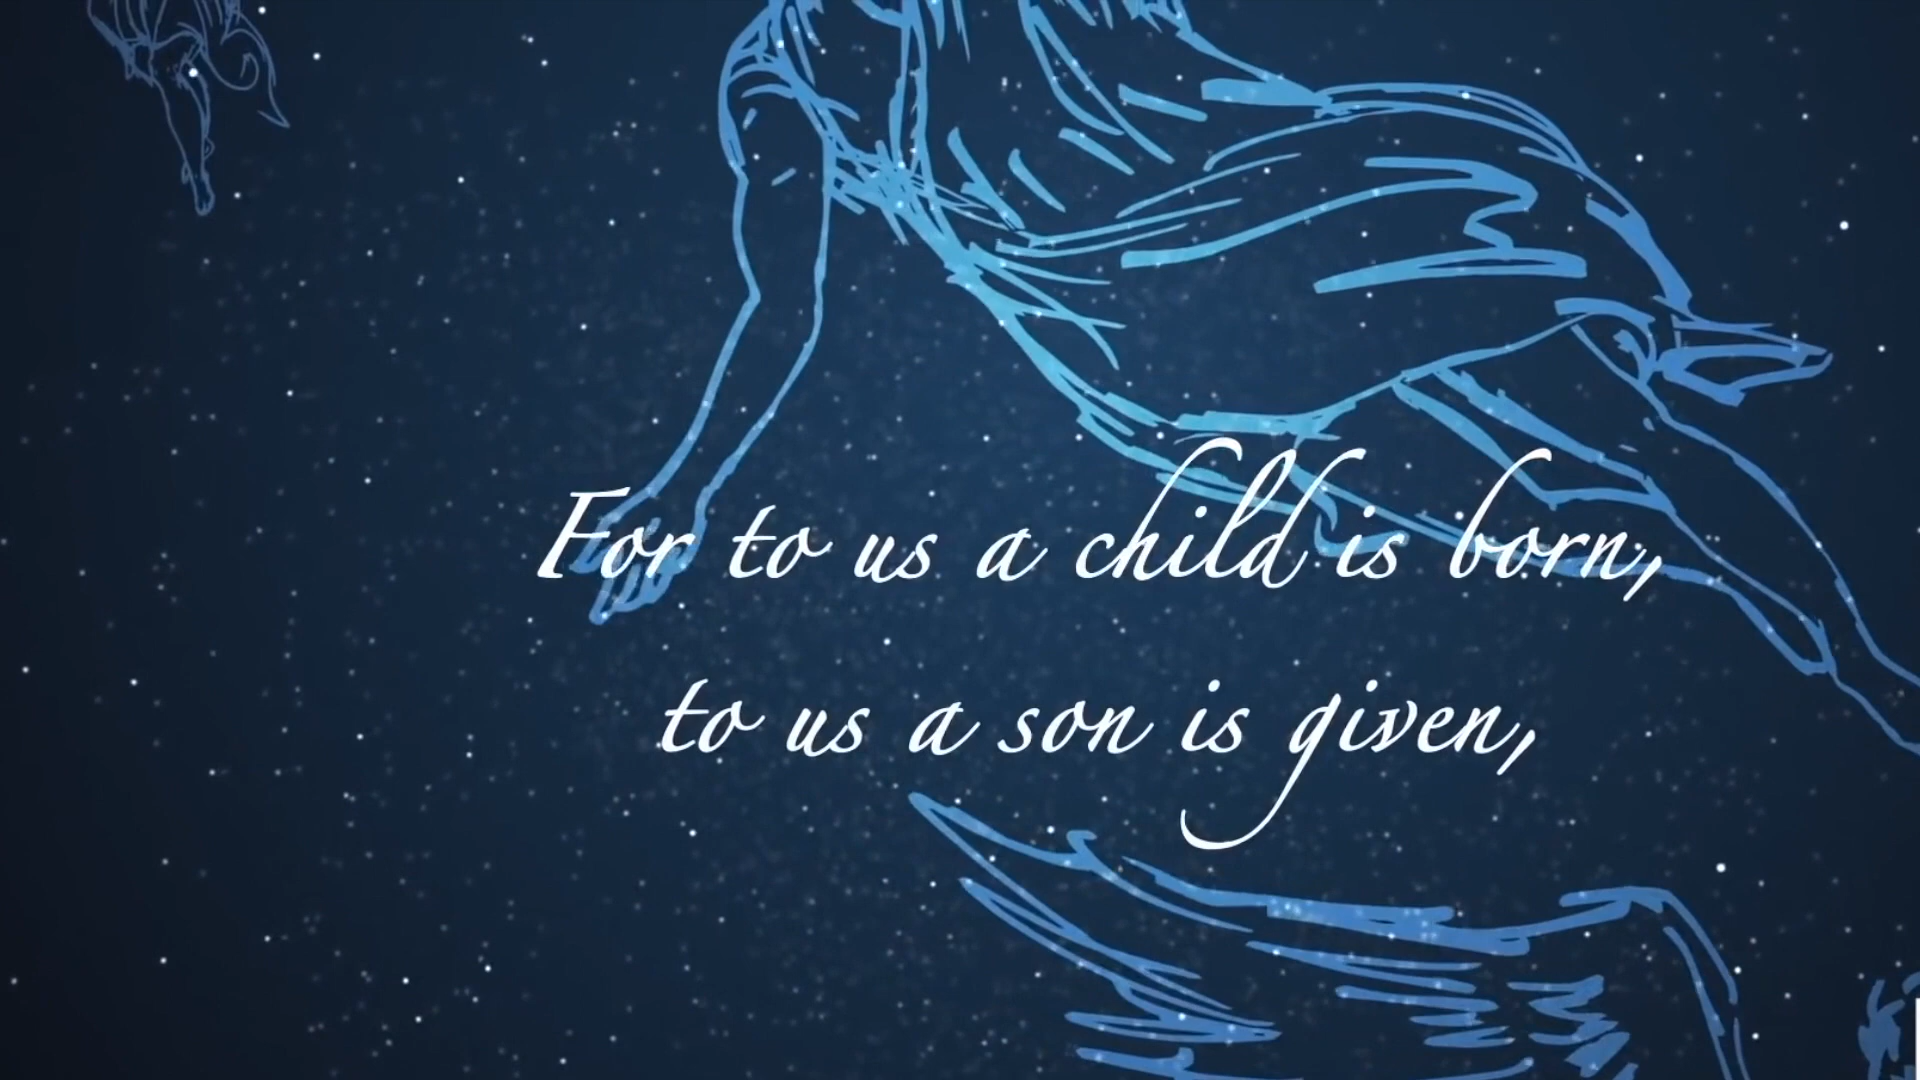 For to us a child is born,
to us a son is given,